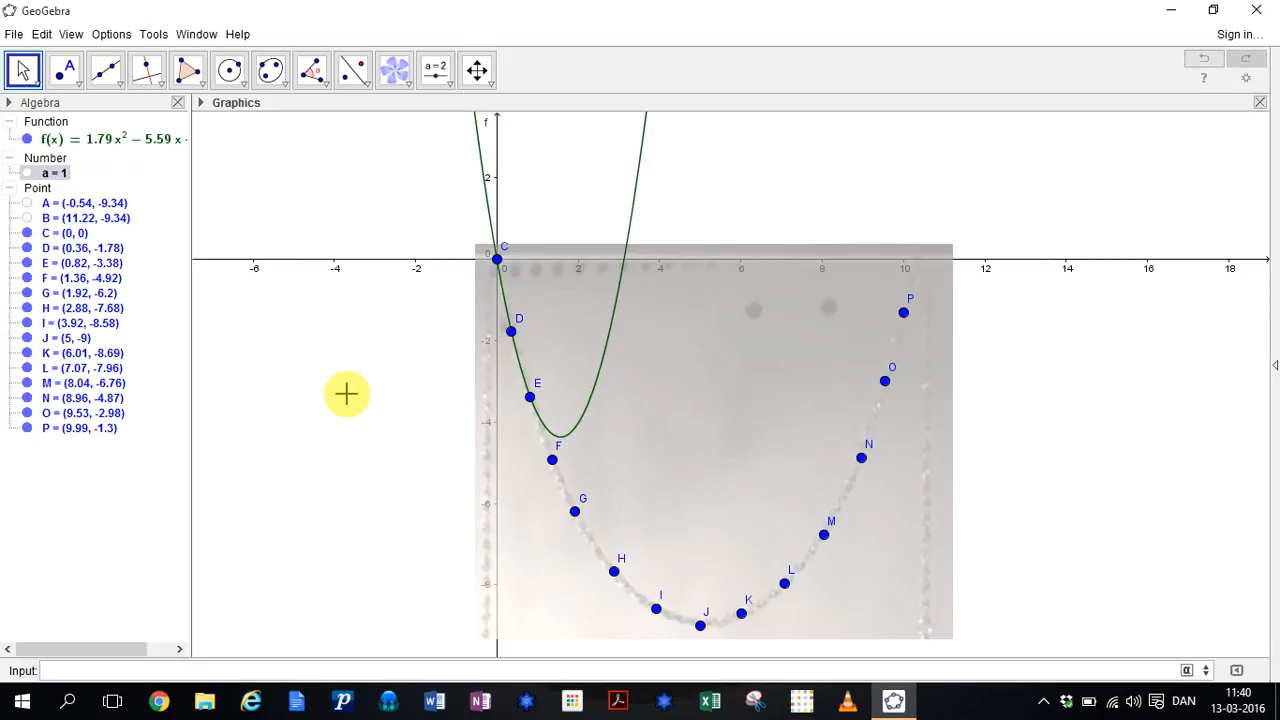 GeoGebra
File Edit View Options Tools Window Help
Sign in...
A
a = 2
?
Algebra
Graphics
Function
f(x) = 1.79 x² − 5.59 x ·
Number
a = 1
Point
A = (-0.54, -9.34)
B = (11.22, -9.34)
C = (0, 0)
D = (0.36, -1.78)
E = (0.82, -3.38)
F = (1.36, -4.92)
G = (1.92, -6.2)
H = (2.88, -7.68)
I = (3.92, -8.58)
J = (5, -9)
K = (6.01, -8.69)
L = (7.07, -7.96)
M = (8.04, -6.76)
N = (8.96, -4.87)
O = (9.53, -2.98)
P = (9.99, -1.3)
f
2
0
C
-6 -4 -2 0 2 4 6 8 10 12 14 16 18
P
D
-2
O
E
-4
F
N
G
-6
M
H
L
-8
I
K
J
Input:
α
DAN
11:40
13-03-2016